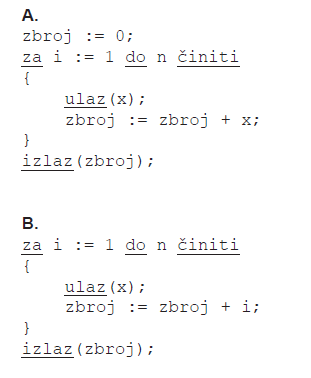 A.
zbroj := 0;
za i := 1 do n činiti
{
ulaz(x);
zbroj := zbroj + x;
}
izlaz(zbroj);
B.
za i := 1 do n činiti
{
ulaz(x);
zbroj := zbroj + i;
}
izlaz(zbroj);